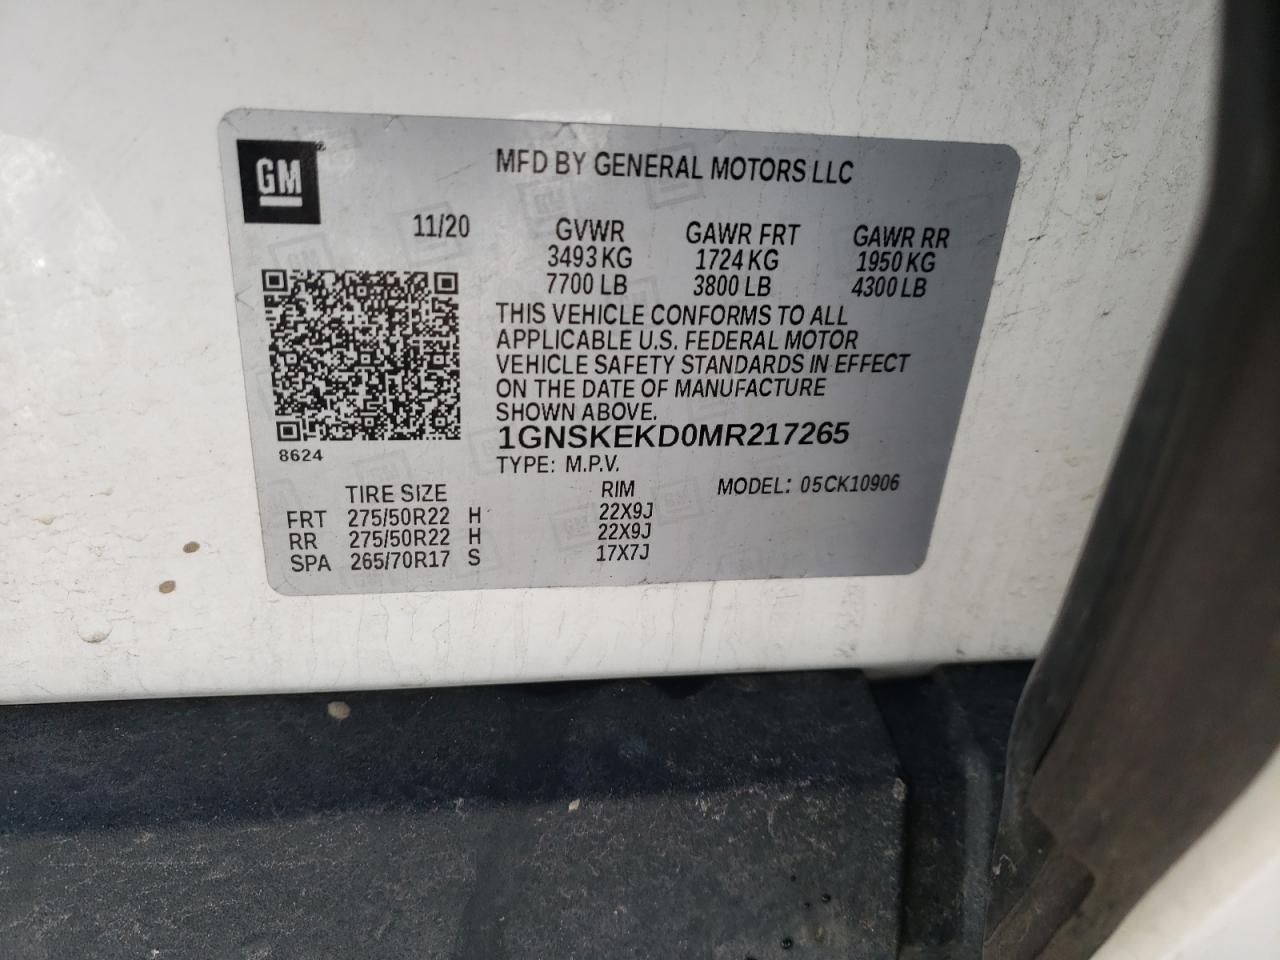 GM
MFD BY GENERAL MOTORS LLC
11/20
GVWR GAWR FRT GAWR RR
3493 KG 1724 KG 1950 KG
7700 LB 3800 LB 4300 LB
THIS VEHICLE CONFORMS TO ALL
APPLICABLE U.S. FEDERAL MOTOR
VEHICLE SAFETY STANDARDS IN EFFECT
ON THE DATE OF MANUFACTURE
SHOWN ABOVE.
1GNSKEKD0MR217265
8624
TYPE: M.P.V.
MODEL: 05CK10906
TIRE SIZE RIM
FRT 275/50R22 H 22X9J
RR 275/50R22 H 22X9J
SPA 265/70R17 S 17X7J